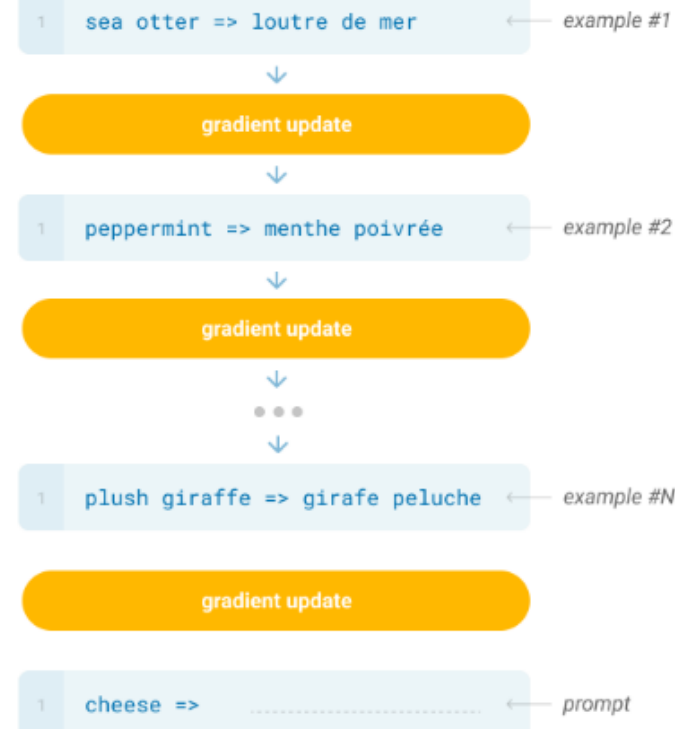 1 sea otter => loutre de mer example #1
gradient update
1 peppermint => menthe poivrée example #2
gradient update
1 plush giraffe => girafe peluche example #N
gradient update
1 cheese => prompt